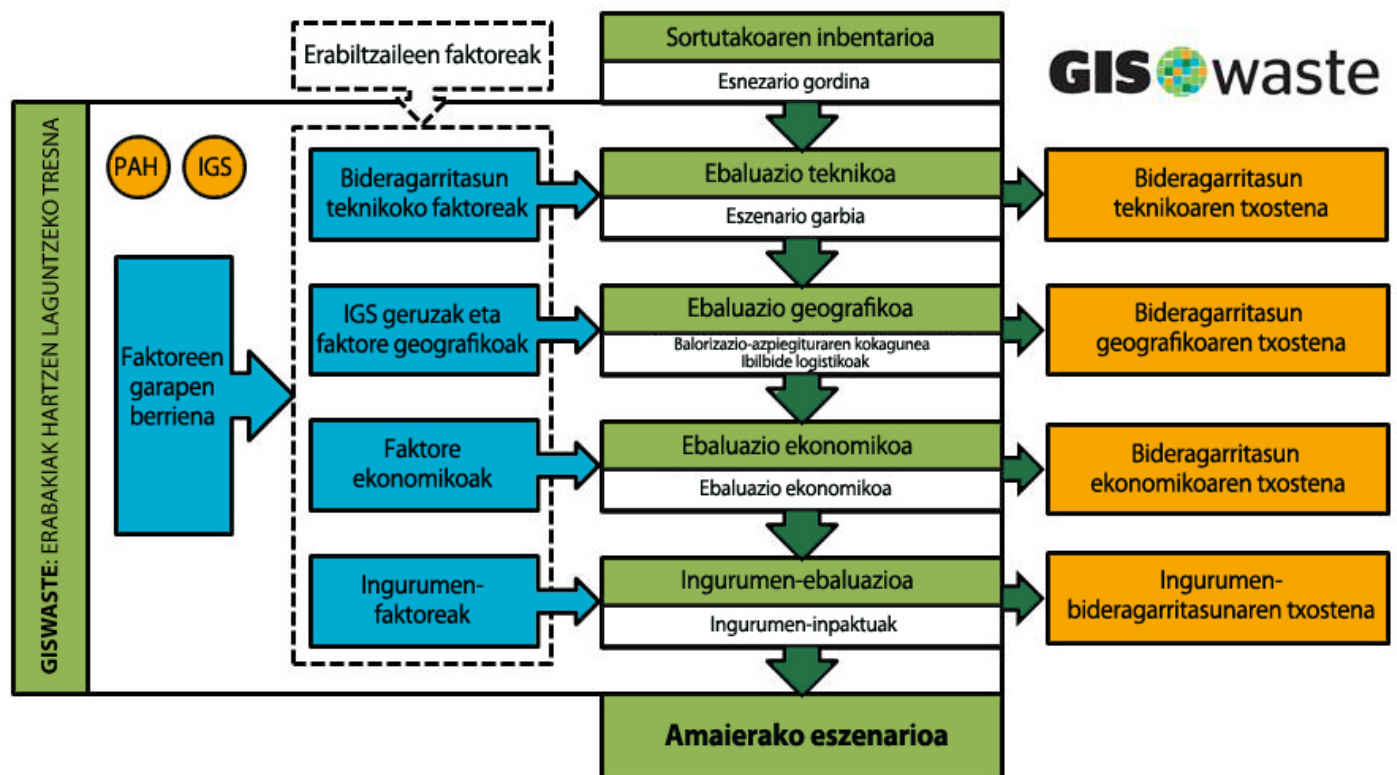 Erabiltzaileen faktoreak
Sortutakoaren inbentarioa
Esnezario gordina
GIS waste
GISWASTE: ERABAKIAK HARTZEN LAGUNTZEKO TRESNA
PAH
IGS
Faktoreen
garapen
berriena
Bideragarritasun
teknikoko faktoreak
Ebaluazio teknikoa
Eszenario garbia
Bideragarritasun
teknikoaren txostena
IGS geruzak eta
faktore geografikoak
Ebaluazio geografikoa
Balorizazio-azpiegituraren kokagunea
Ibilbide logistikoak
Bideragarritasun
geografikoaren txostena
Faktore
ekonomikoak
Ebaluazio ekonomikoa
Ebaluazio ekonomikoa
Bideragarritasun
ekonomikoaren txostena
Ingurumen-
faktoreak
Ingurumen-ebaluazioa
Ingurumen-inpaktuak
Ingurumen-
bideragarritasunaren txostena
Amaierako eszenarioa